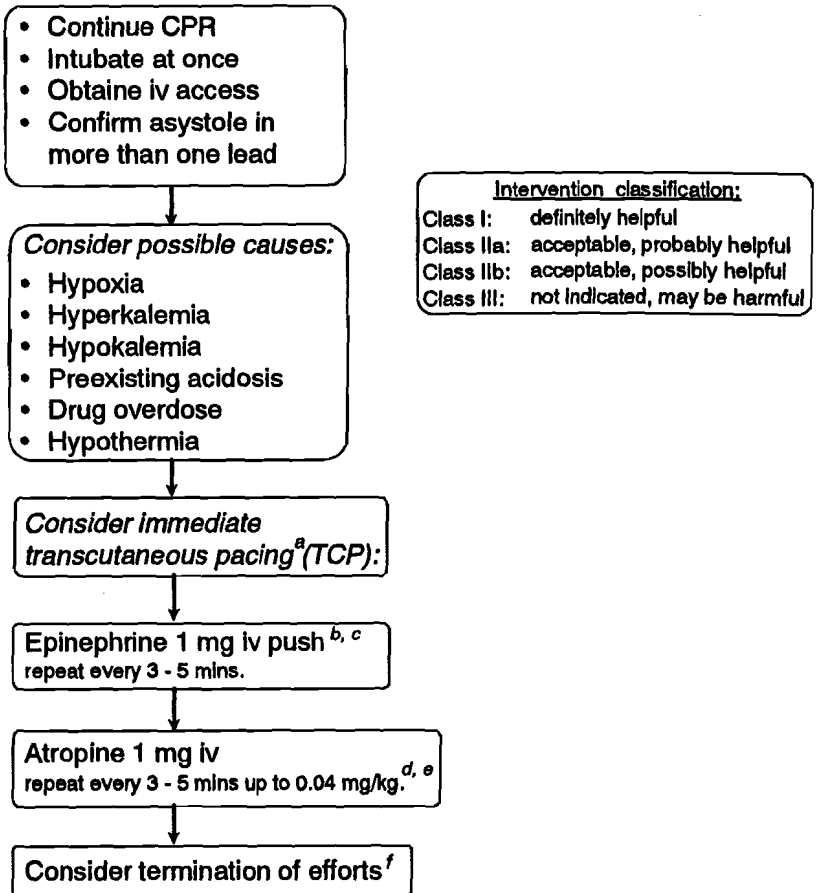 • Continue CPR
• Intubate at once
• Obtaine iv access
• Confirm asystole in
more than one lead
Consider possible causes:
• Hypoxia
• Hyperkalemia
• Hypokalemia
• Preexisting acidosis
• Drug overdose
• Hypothermia
Consider immediate
transcutaneous pacing a (TCP):
Epinephrine 1 mg iv push b, c
repeat every 3 - 5 mins.
Atropine 1 mg iv
repeat every 3 - 5 mins up to 0.04 mg/kg. d, e
Consider termination of efforts f
Intervention classification:
Class I: definitely helpful
Class IIa: acceptable, probably helpful
Class IIb: acceptable, possibly helpful
Class III: not indicated, may be harmful